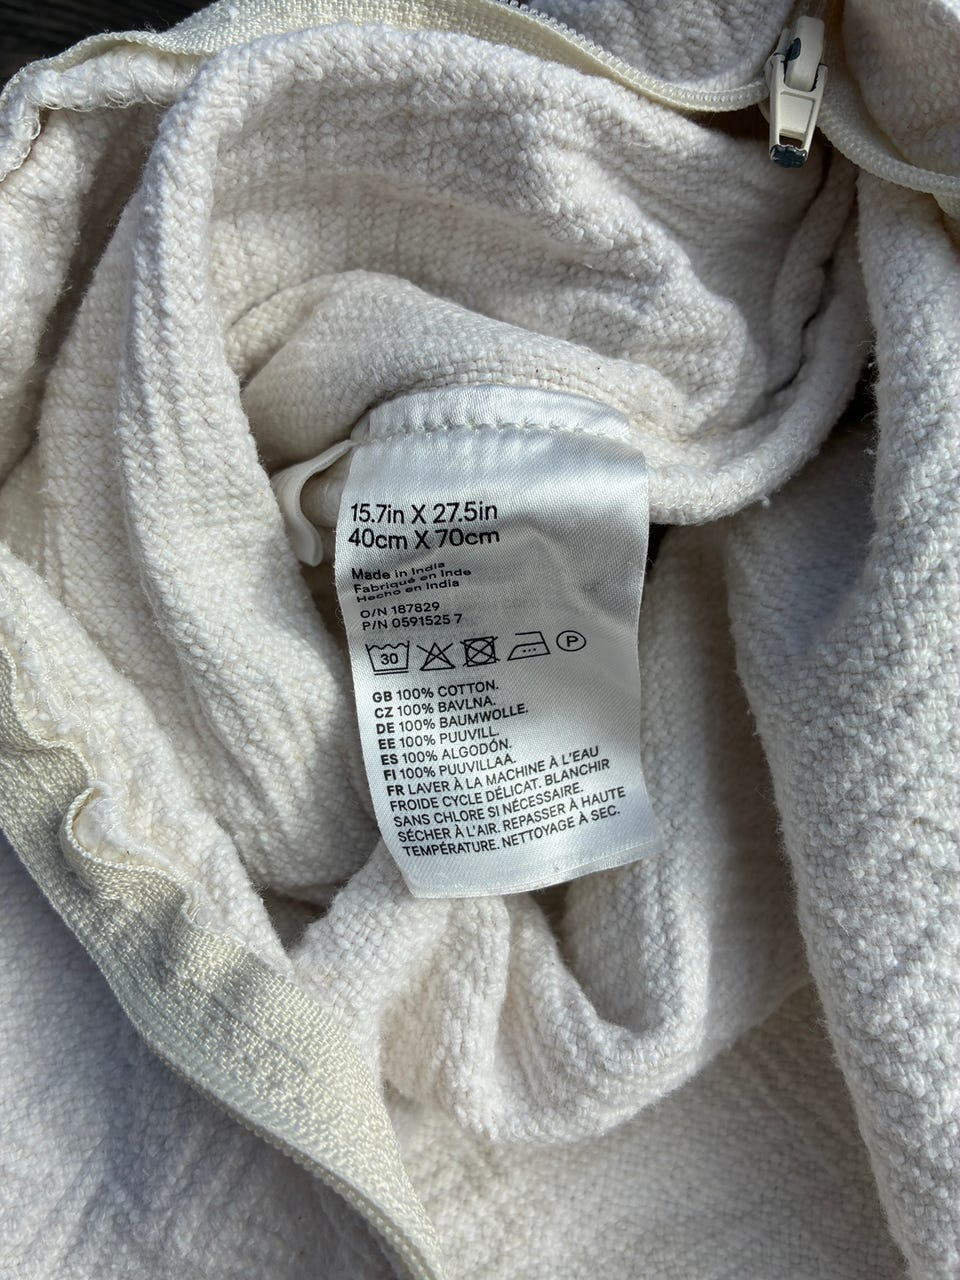 15.7in X 27.5in
40cm X 70cm
Made in India
Fabriqué en Inde
Hecho en India
O/N 187829
P/N 0591525 7
30
P
GB 100% COTTON.
CZ 100% BAVLNA.
DE 100% BAUMWOLLE.
EE 100% PUUVILL.
ES 100% ALGODÓN.
FI 100% PUUVILLAA.
FR LAVER À LA MACHINE À L'EAU
FROIDE CYCLE DÉLICAT. BLANCHIR
SANS CHLORE SI NÉCESSAIRE.
SÉCHER À L'AIR. REPASSER À HAUTE
TEMPÉRATURE. NETTOYAGE À SEC.